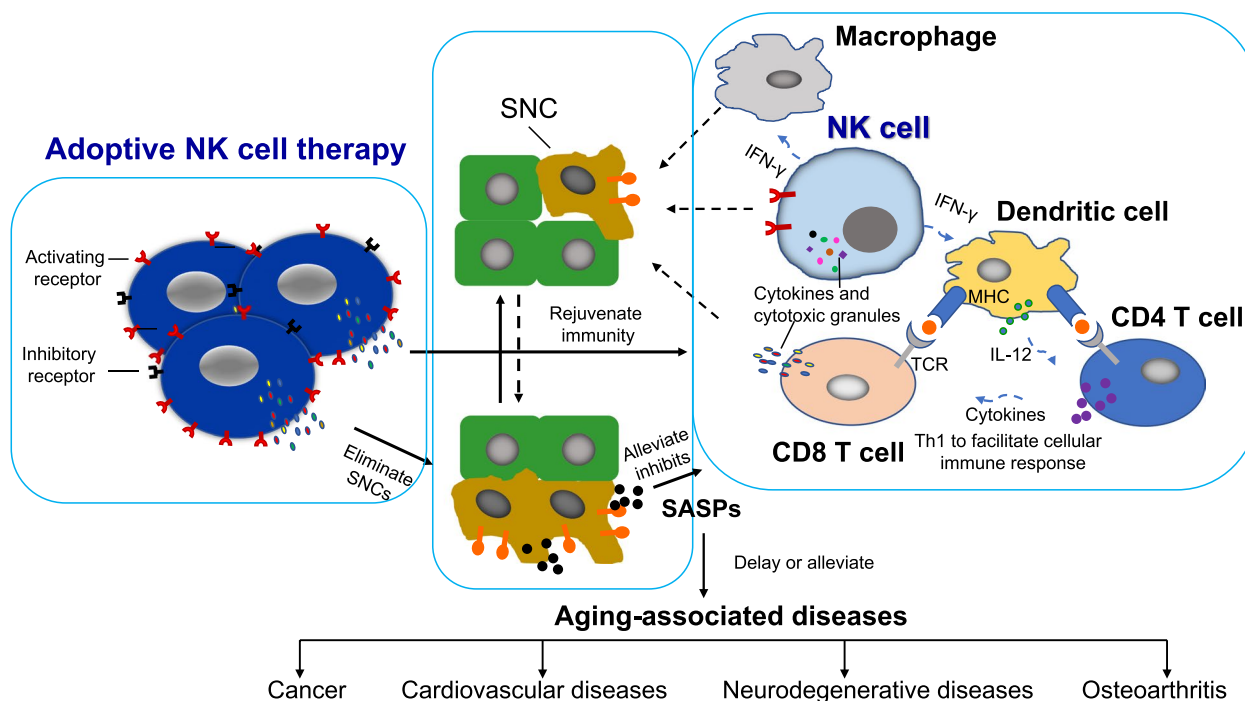 Macrophage
SNC
NK cell
Adoptive NK cell therapy
IFN-γ
IFN-γ
Dendritic cell
Activating
receptor
MHC
Cytokines and
cytotoxic granules
CD4 T cell
Rejuvenate
immunity
Inhibitory
receptor
TCR
IL-12
Cytokines
Th1 to facilitate cellular
immune response
CD8 T cell
Eliminate
SNCs
Alleviate
inhibits
SASPs
Delay or alleviate
Aging-associated diseases
Cancer
Cardiovascular diseases
Neurodegenerative diseases
Osteoarthritis